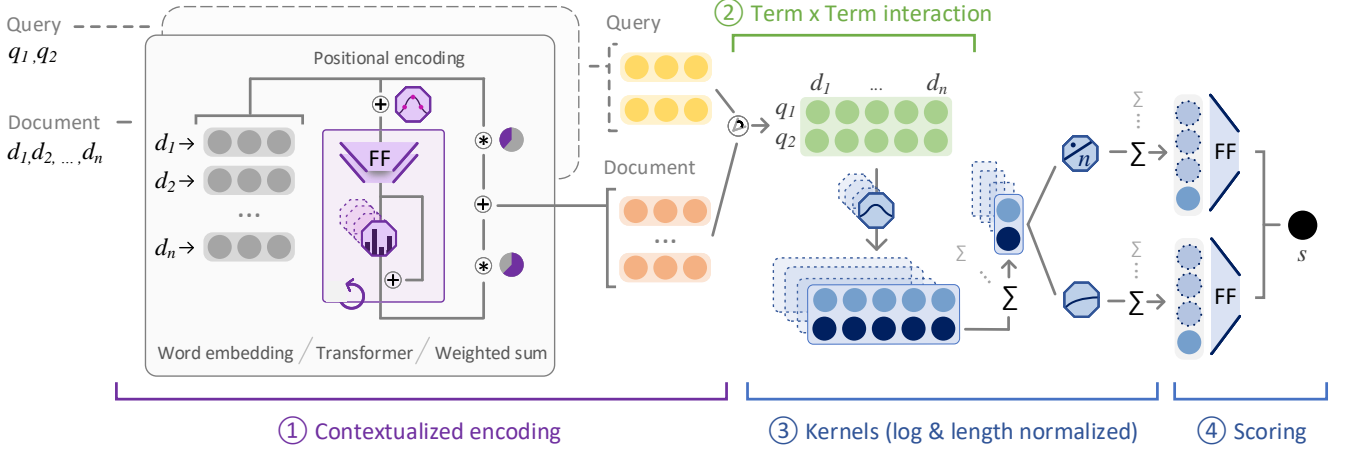 Query
q1,q2
Document
d1,d2, ... ,dn
Positional encoding
+
d1→
d2→
...
dn→
FF
*
+
*
+
Word embedding / Transformer / Weighted sum
① Contextualized encoding
Query
Document
...
② Term x Term interaction
d1 ... dn
q1
q2
Σ
...
Σ
n
Σ
...
Σ
Σ
...
Σ
③ Kernels (log & length normalized)
FF
FF
s
④ Scoring